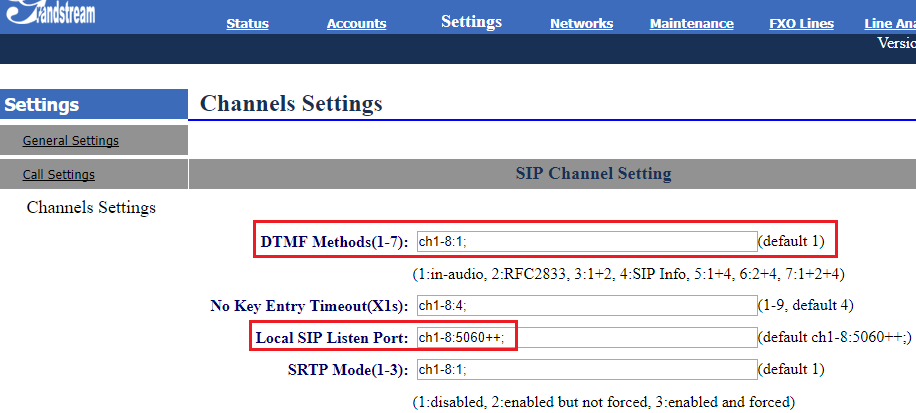 Grandstream
Status Accounts Settings Networks Maintenance FXO Lines Line Ana
Versio
Settings
Channels Settings
General Settings
Call Settings
SIP Channel Setting
Channels Settings
DTMF Methods(1-7): ch1-8:1; (default 1)
(1:in-audio, 2:RFC2833, 3:1+2, 4:SIP Info, 5:1+4, 6:2+4, 7:1+2+4)
No Key Entry Timeout(X1s): ch1-8:4; (1-9, default 4)
Local SIP Listen Port: ch1-8:5060++; (default ch1-8:5060++;)
SRTP Mode(1-3): ch1-8:1; (default 1)
(1:disabled, 2:enabled but not forced, 3:enabled and forced)